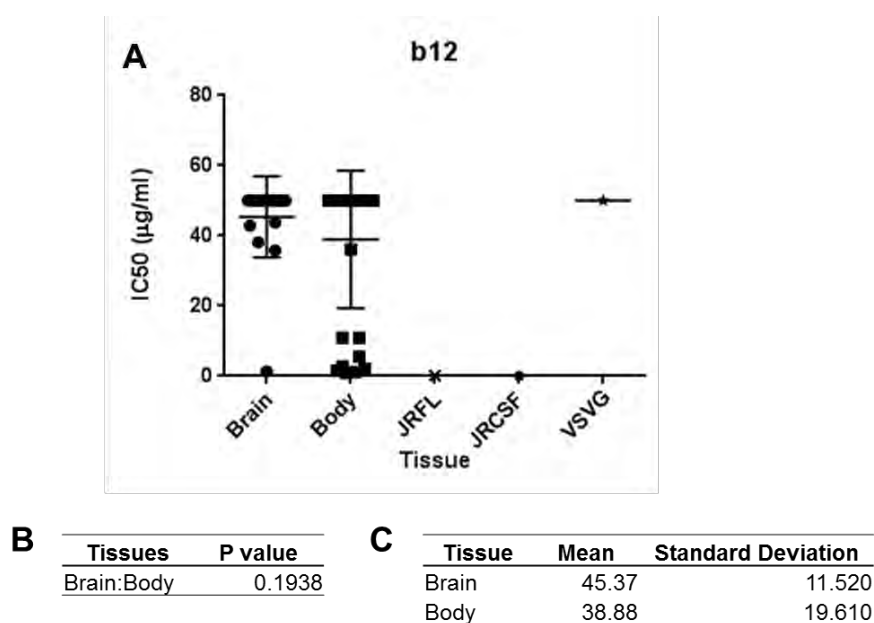 A
b12
80
60
40
20
0
IC50 (µg/ml)
Brain
Body
JRFL
JRCSF
VSVG
Tissue
B
Tissues P value
Brain:Body 0.1938
C
Tissue Mean Standard Deviation
Brain 45.37 11.520
Body 38.88 19.610